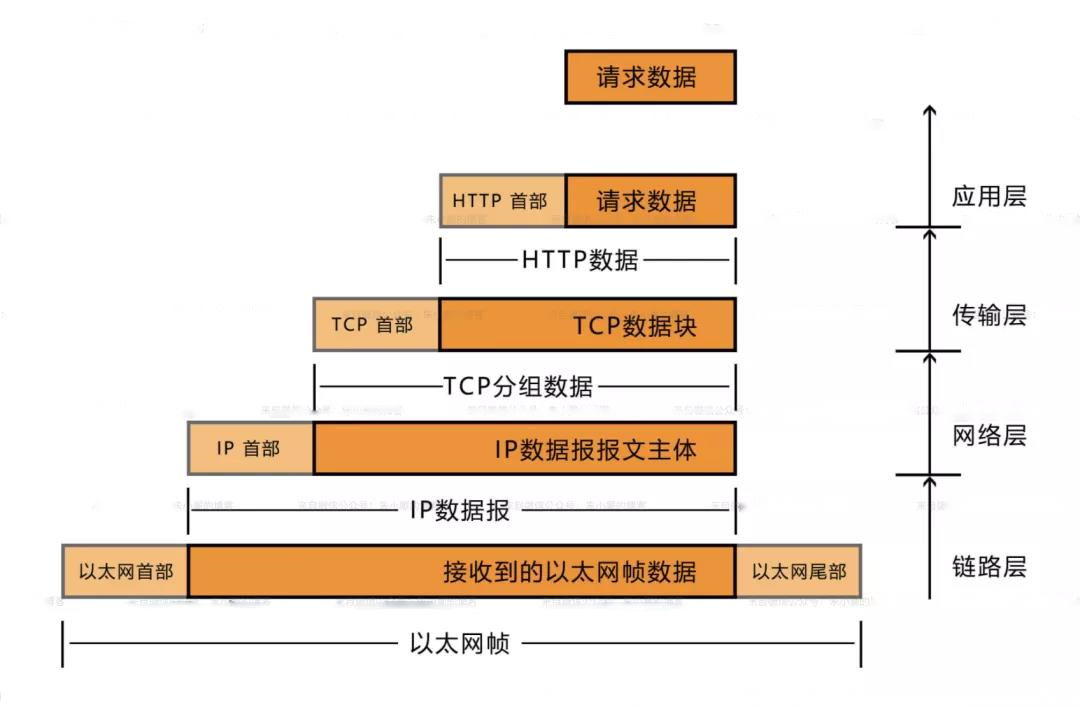 请求数据
HTTP 首部
请求数据
应用层
HTTP数据
TCP 首部
TCP数据块
传输层
TCP分组数据
IP 首部
IP数据报报文主体
网络层
IP数据报
以太网首部
接收到的以太网帧数据
以太网尾部
链路层
以太网帧